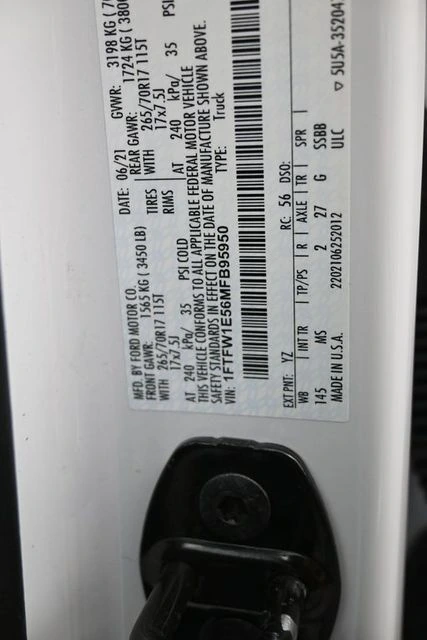 MFD. BY FORD MOTOR CO. DATE: 06/21 GVWR: 3198 KG
FRONT GAWR: 1565 KG (3450 LB) REAR GAWR: 1724 KG
WITH 265/70R17 115T TIRES WITH 265/70R17 115T
17x7.5J RIMS 17x7.5J
AT 240 kPa/ 35 PSI COLD AT 240 kPa/ 35 PSI
THIS VEHICLE CONFORMS TO ALL APPLICABLE FEDERAL MOTOR VEHICLE
SAFETY STANDARDS IN EFFECT ON THE DATE OF MANUFACTURE SHOWN ABOVE.
VIN: 1FTFW1E56MFB95950 TYPE: Truck
EXT PNT: YZ RC: 56 DSO:
WB INT TR TP/PS R AXLE TR SPR
145 MS 2 27 G SSBB
MADE IN U.S.A. 2202106252012 ULC